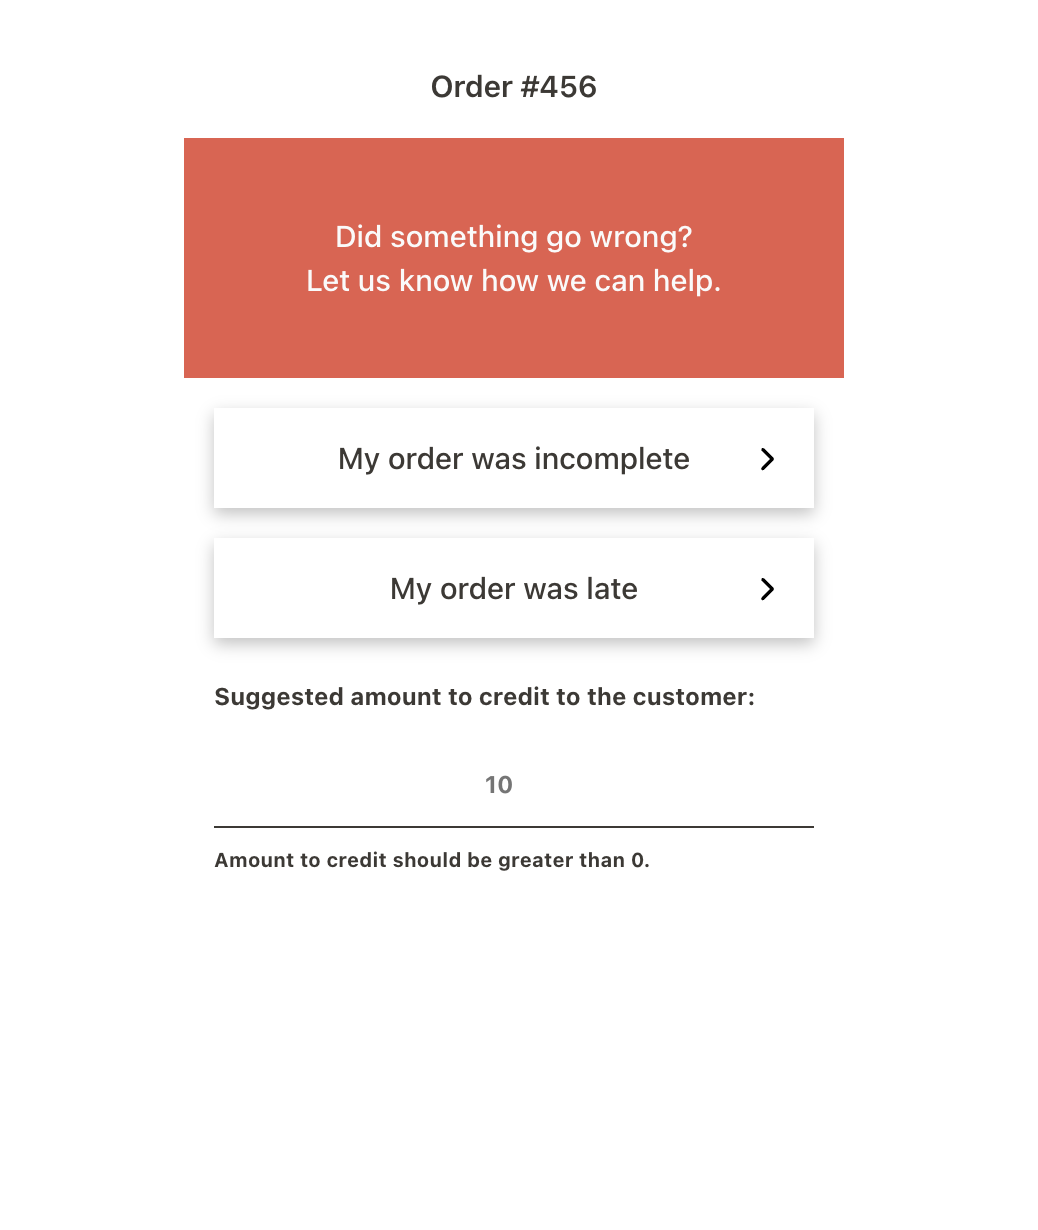 Order #456
Did something go wrong?
Let us know how we can help.
My order was incomplete
My order was late
Suggested amount to credit to the customer:
10
Amount to credit should be greater than 0.